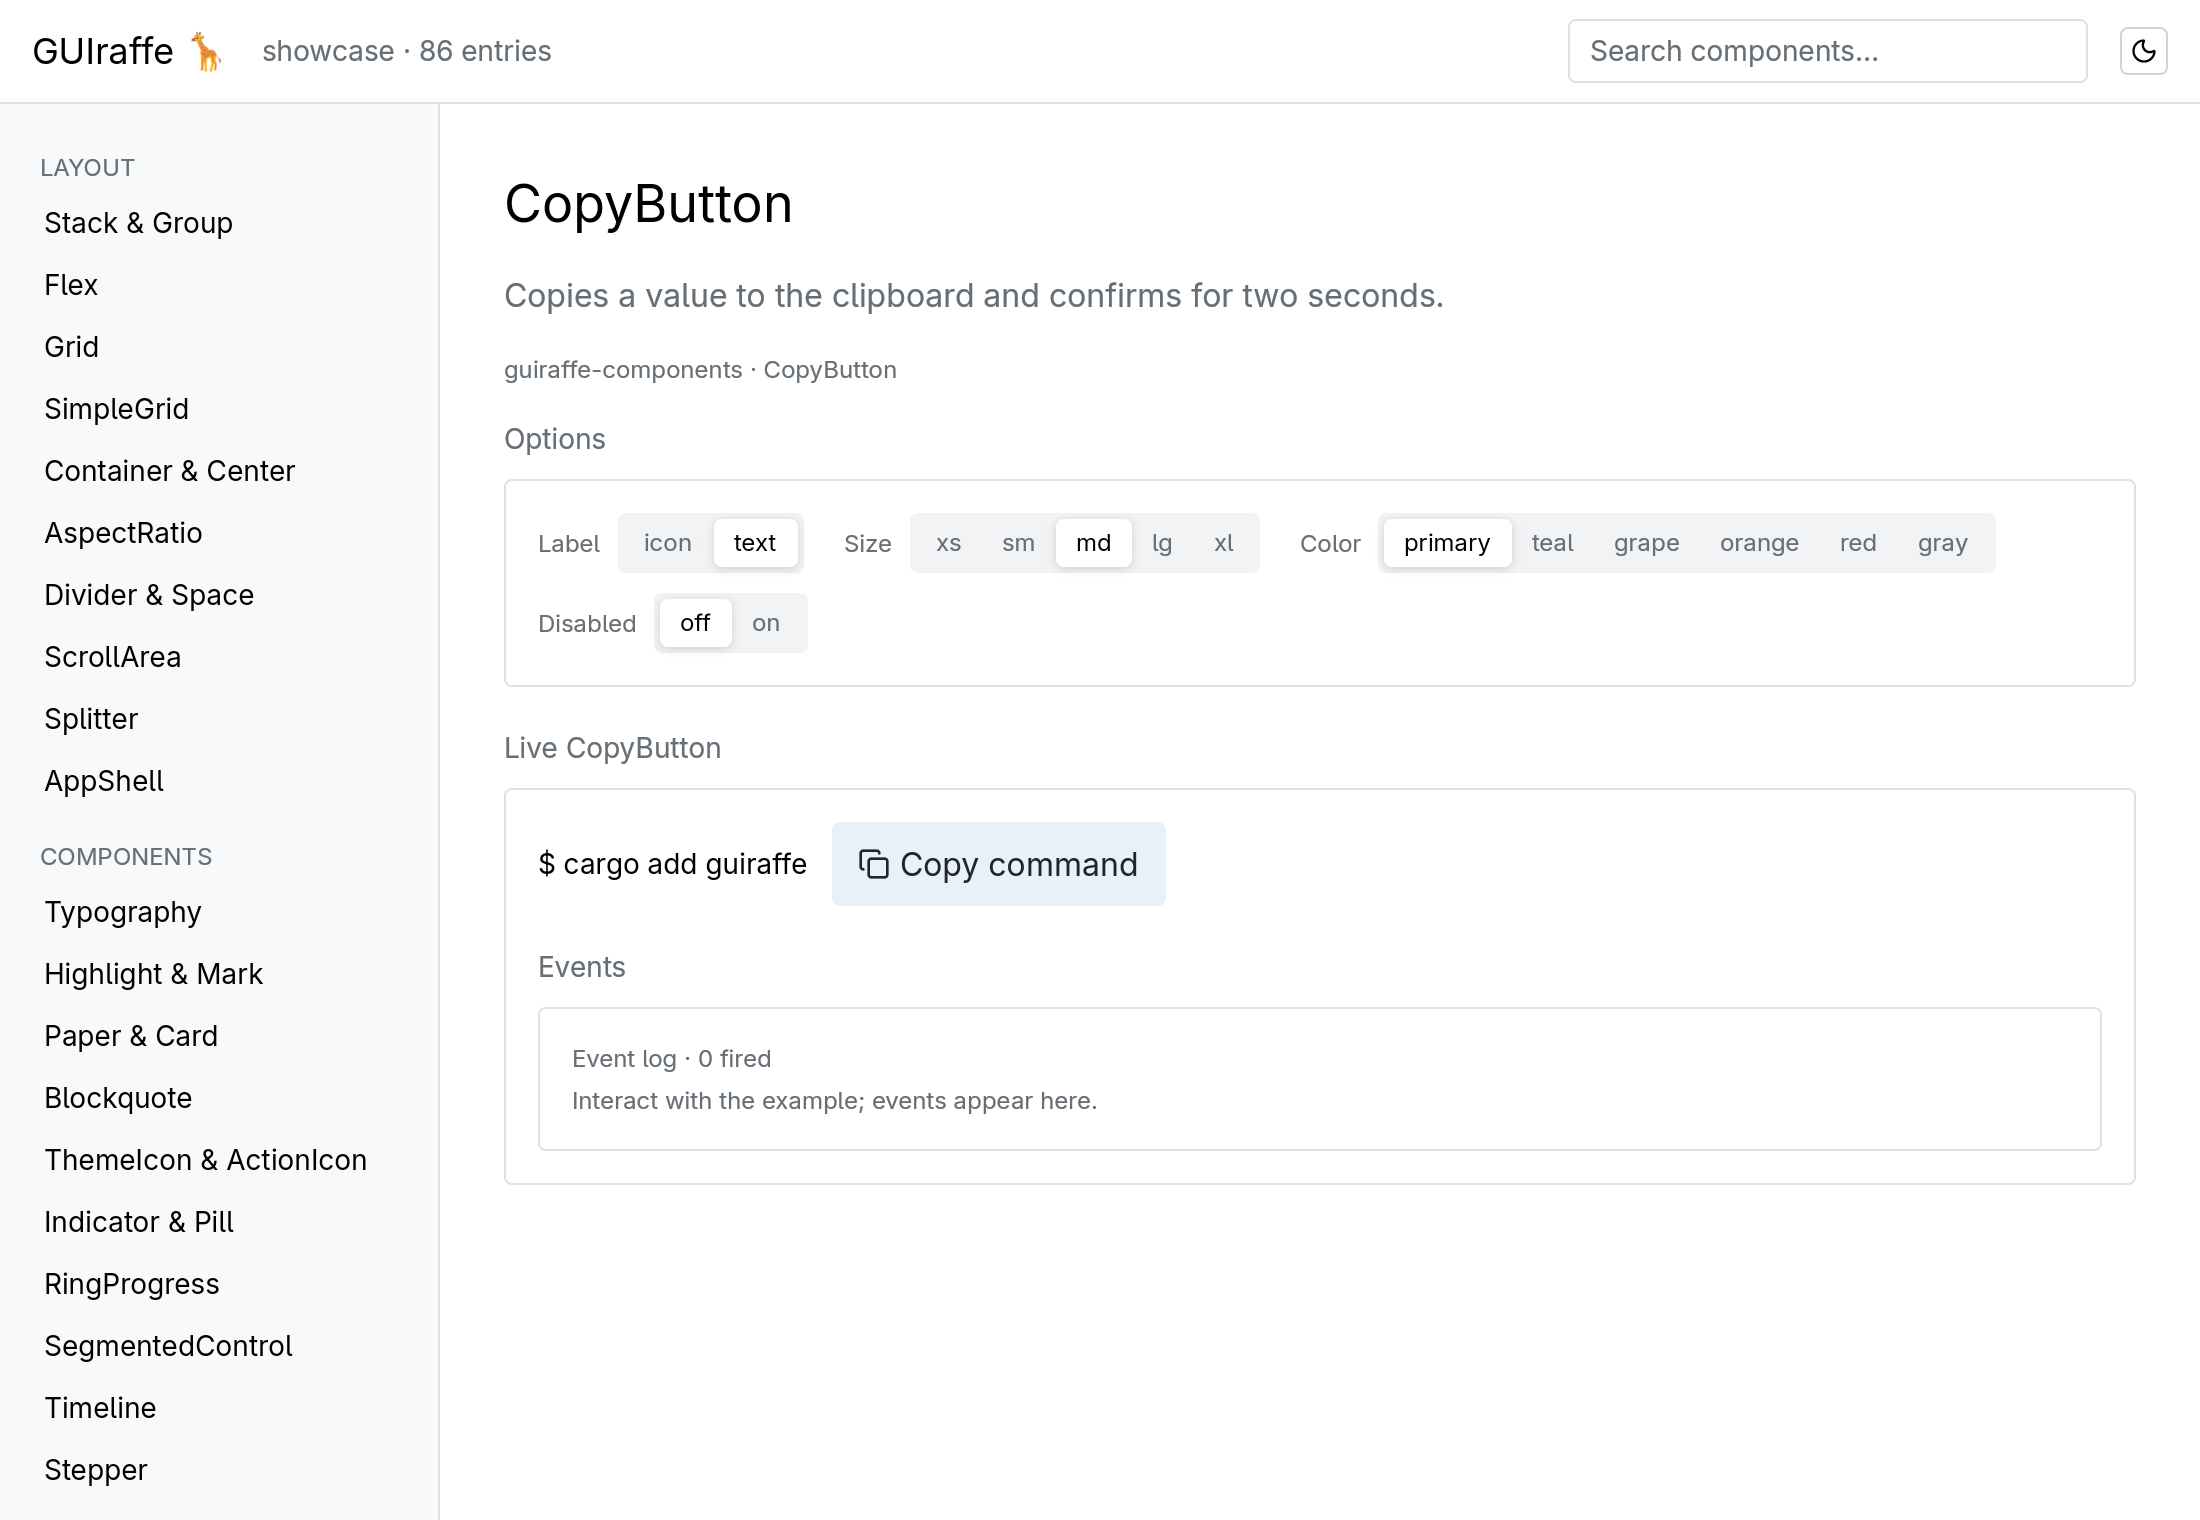 GUIraffe 🦒 showcase · 86 entries
Search components...
LAYOUT
Stack & Group
Flex
Grid
SimpleGrid
Container & Center
AspectRatio
Divider & Space
ScrollArea
Splitter
AppShell
COMPONENTS
Typography
Highlight & Mark
Paper & Card
Blockquote
ThemeIcon & ActionIcon
Indicator & Pill
RingProgress
SegmentedControl
Timeline
Stepper
CopyButton
Copies a value to the clipboard and confirms for two seconds.
guiraffe-components · CopyButton
Options
Label icon text Size xs sm md lg xl Color primary teal grape orange red gray
Disabled off on
Live CopyButton
$ cargo add guiraffe Copy command
Events
Event log · 0 fired
Interact with the example; events appear here.